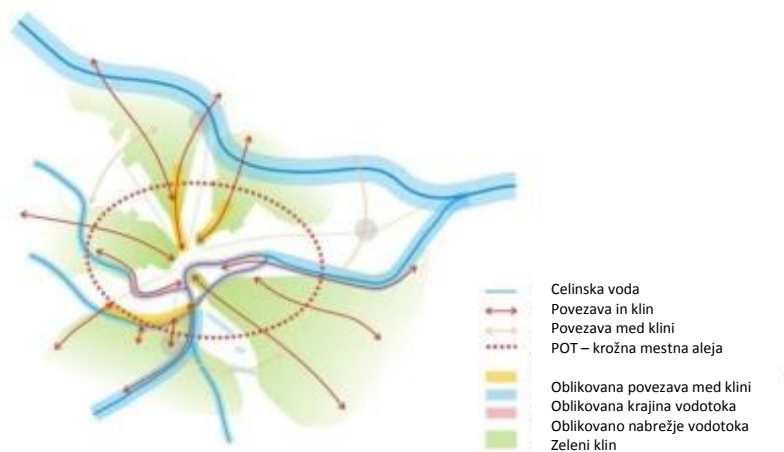 Celinska voda
Povezava in klin
Povezava med klini
POT – krožna mestna aleja
Oblikovana povezava med klini
Oblikovana krajina vodotoka
Oblikovano nabrežje vodotoka
Zeleni klin